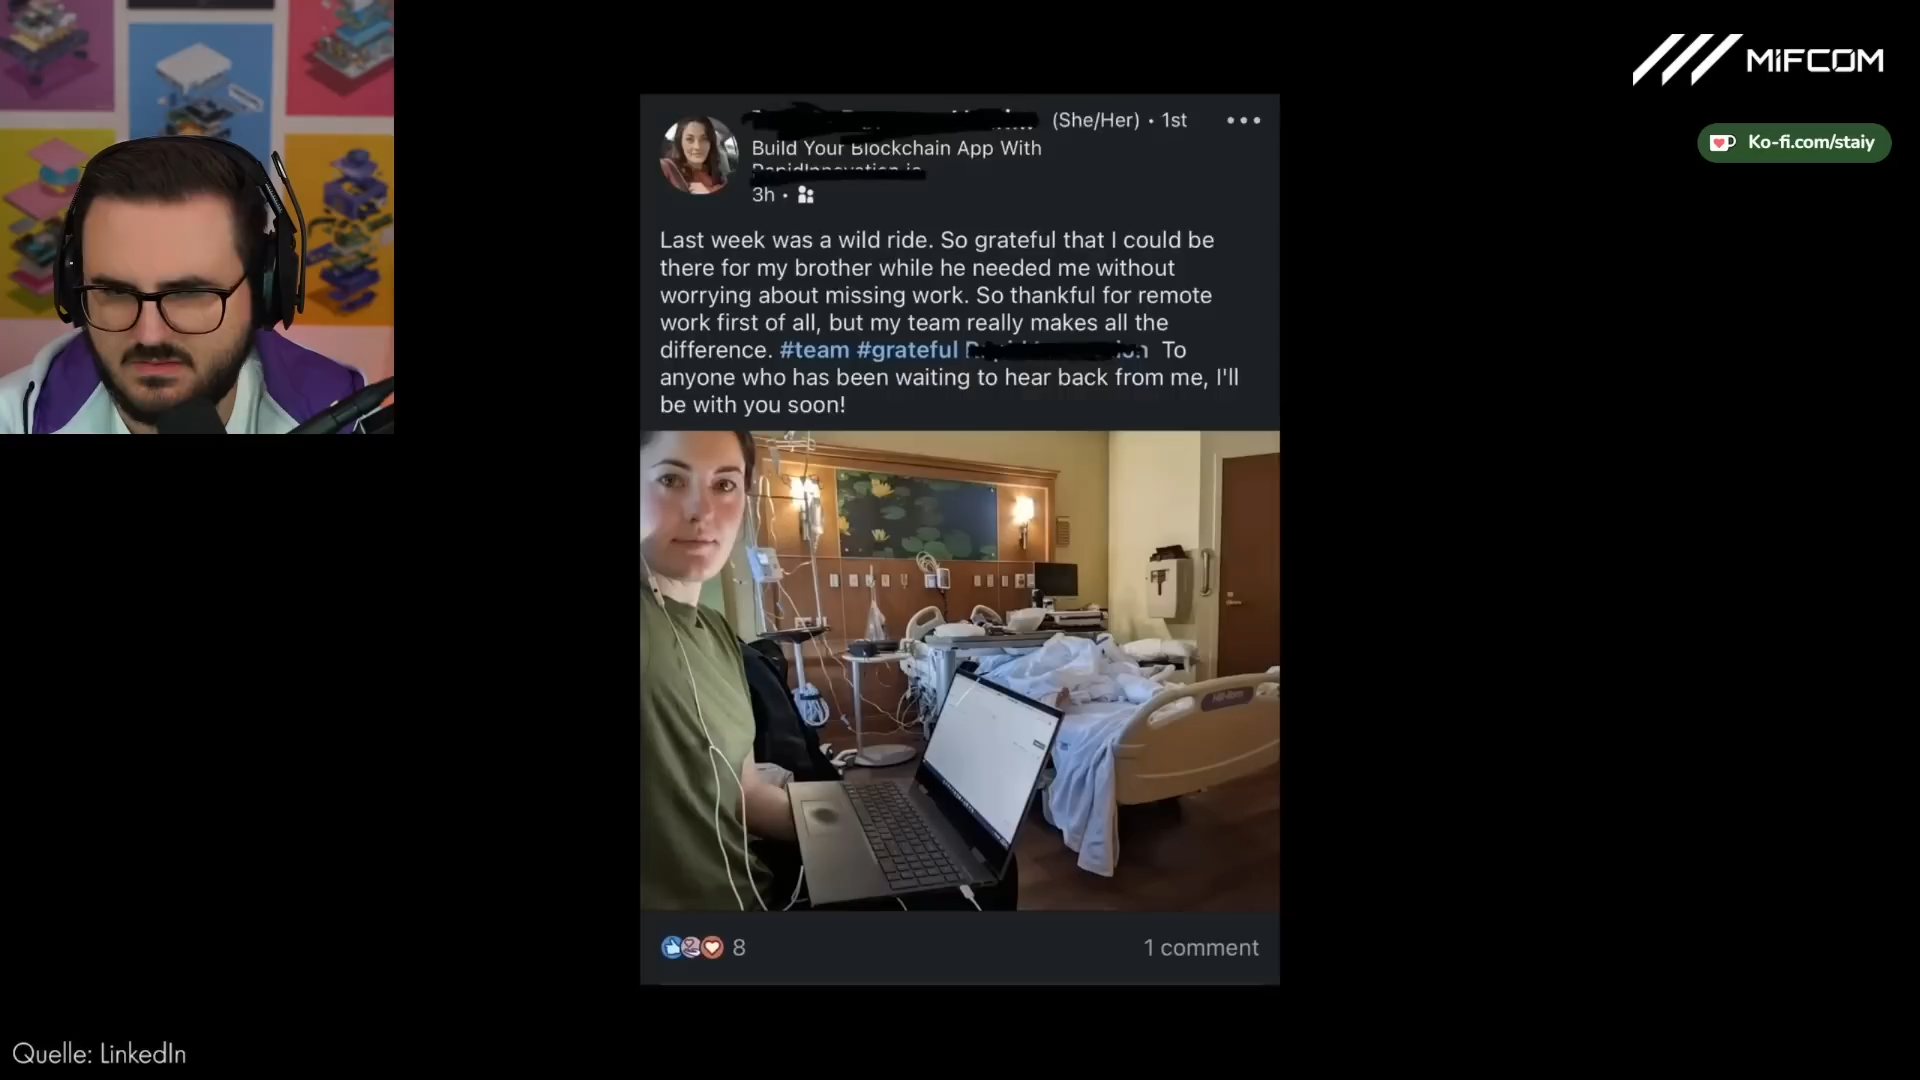 MIFCOM
Ko-fi.com/staiy
(She/Her) • 1st
Build Your Blockchain App With
3h •
Last week was a wild ride. So grateful that I could be
there for my brother while he needed me without
worrying about missing work. So thankful for remote
work first of all, but my team really makes all the
difference. #team #grateful To
anyone who has been waiting to hear back from me, I'll
be with you soon!
8
1 comment
Quelle: LinkedIn